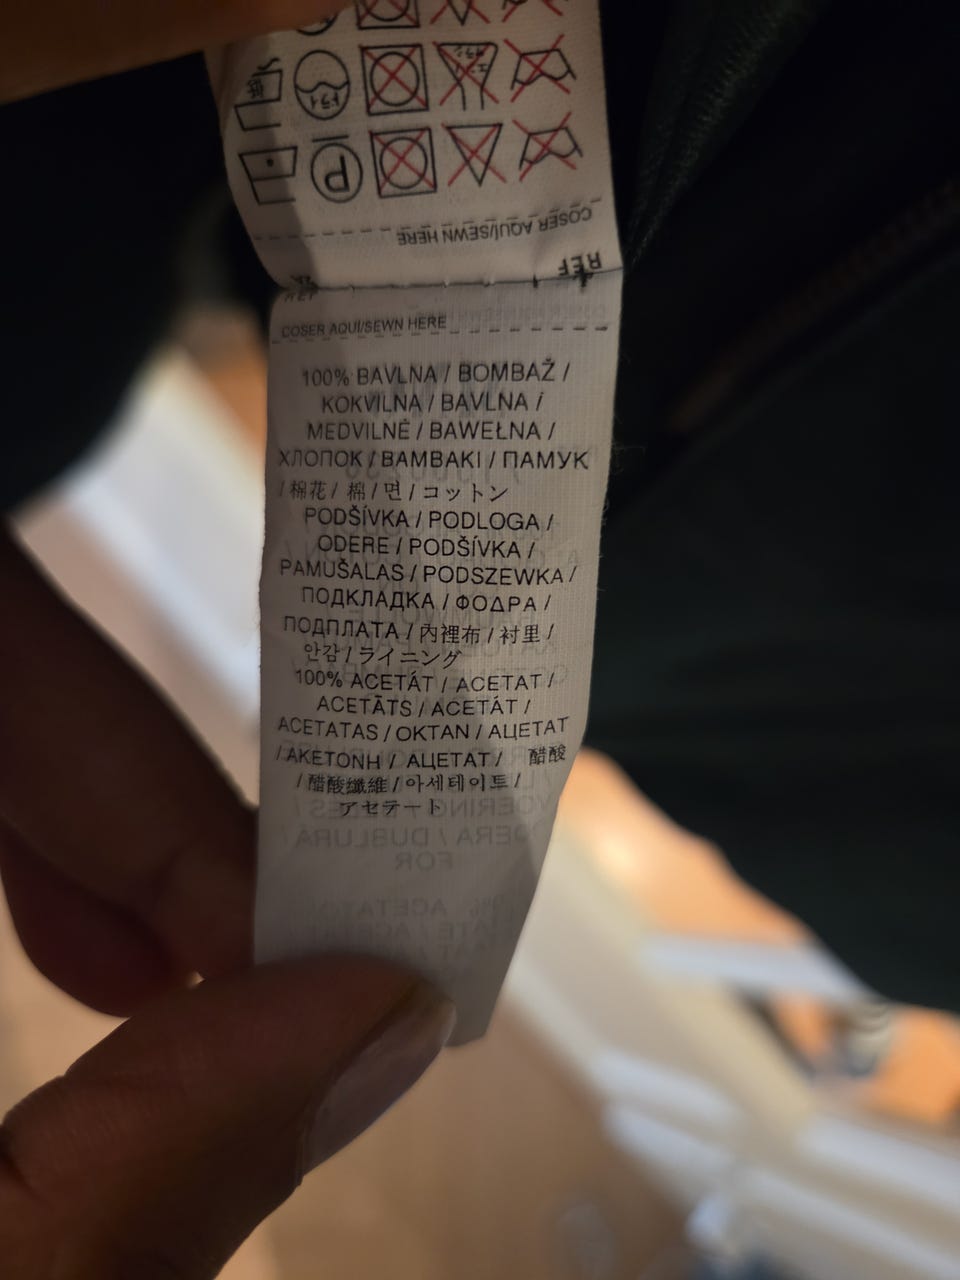 P
COSER AQUI/SEWN HERE
REF
COSER AQUI/SEWN HERE
100% BAVLNA / BOMBAŽ /
KOKVILNA / BAVLNA /
MEDVILNĖ / BAWEŁNA /
ХЛОПОК / BAMBAKI / ПАМУК
/ 棉花 / 棉 / 면 / コットン
PODŠÍVKA / PODLOGA /
ODERE / PODŠÍVKA /
PAMUŠALAS / PODSZEWKA /
ПОДКЛАДКА / ΦΟΔΡΑ /
ПОДПЛАТА / 內裡布 / 衬里 /
안감 / ライニング
100% ACETÁT / ACETAT /
ACETĀTS / ACETÁT /
ACETATAS / OKTAN / АЦЕТАТ
/ ΑΚΕΤΟΝΗ / АЦЕТАТ / 醋酸
/ 醋酸纖維 / 아세테이트 /
アセテート